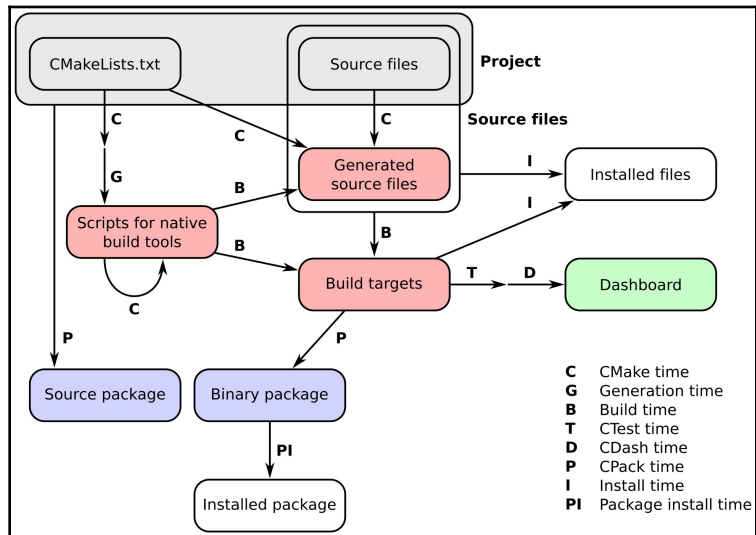 CMakeLists.txt
Source files
Project
C
C
C
Source files
G
Generated
source files
I
Installed files
B
I
Scripts for native
build tools
B
B
C
Build targets
T
D
Dashboard
P
P
Source package
Binary package
PI
Installed package
C CMake time
G Generation time
B Build time
T CTest time
D CDash time
P CPack time
I Install time
PI Package install time